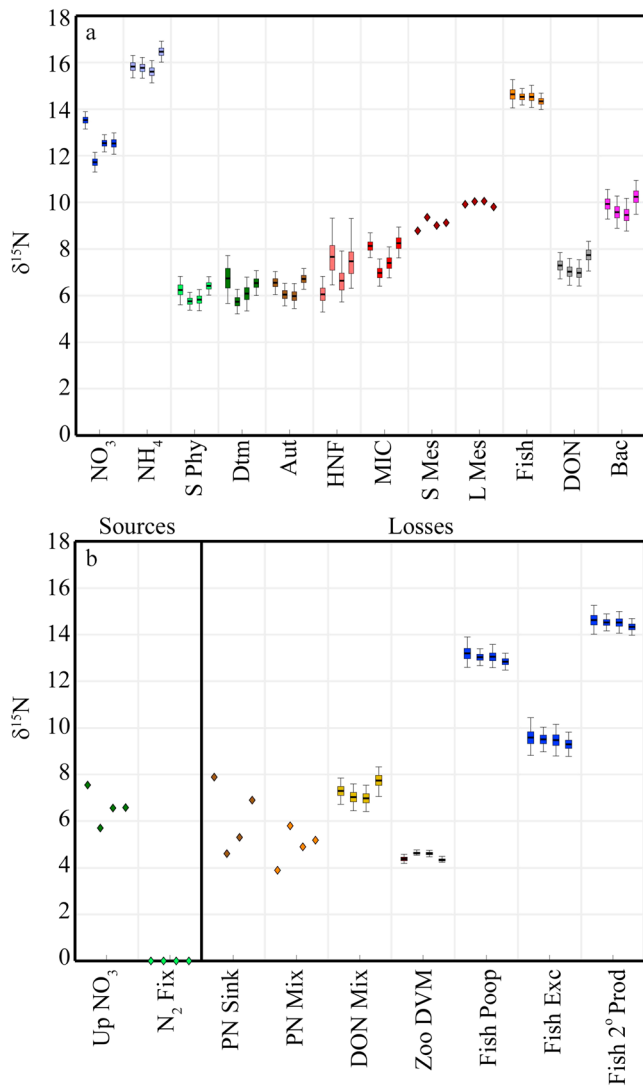 18
a
16
14
12
10
8
6
4
2
0
δ¹⁵N
NO₃
NH₄
S Phy
Dtm
Aut
HNF
MIC
S Mes
L Mes
Fish
DON
Bac
Sources
Losses
18
b
16
14
12
10
8
6
4
2
0
δ¹⁵N
Up NO₃
N₂ Fix
PN Sink
PN Mix
DON Mix
Zoo DVM
Fish Poop
Fish Exc
Fish 2° Prod